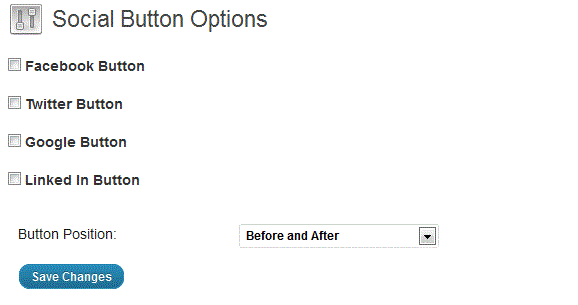 Social Button Options
Facebook Button
Twitter Button
Google Button
Linked In Button
Button Position: Before and After
Save Changes